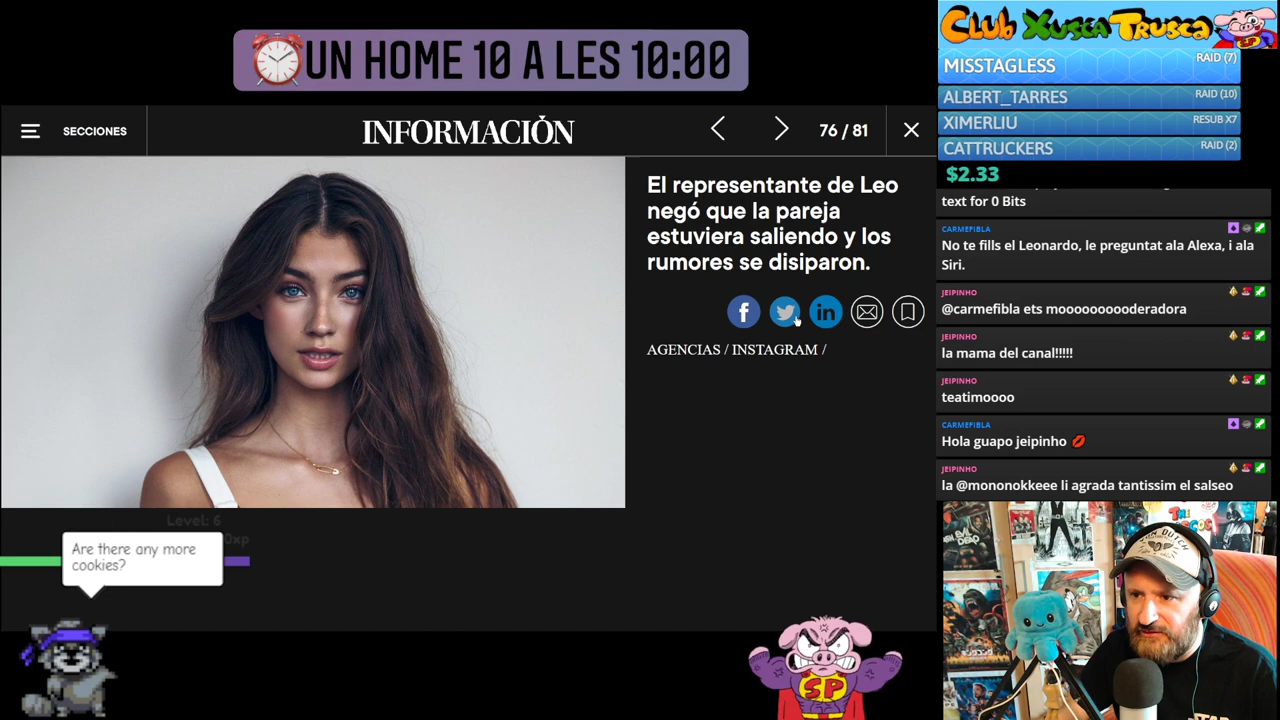 UN HOME 10 A LES 10:00
SECCIONES
INFORMACIÓN
76 / 81
El representante de Leo
negó que la pareja
estuviera saliendo y los
rumores se disiparon.
AGENCIAS / INSTAGRAM /
Level: 6
0xp
Are there any more
cookies?
SP
Club Xusca Trusca
SP
MISSTAGLESS RAID (7)
ALBERT_TARRES RAID (10)
XIMERLIU RESUB X7
CATTRUCKERS RAID (2)
$2.33
text for 0 Bits
CARMEFIBLA
No te fills el Leonardo, le preguntat ala Alexa, i ala
Siri.
JEIPINHO
@carmefibla ets mooooooooderadora
JEIPINHO
la mama del canal!!!!!
JEIPINHO
teatimoooo
CARMEFIBLA
Hola guapo jeipinho 💋
JEIPINHO
la @mononokkeee li agrada tantissim el salseo